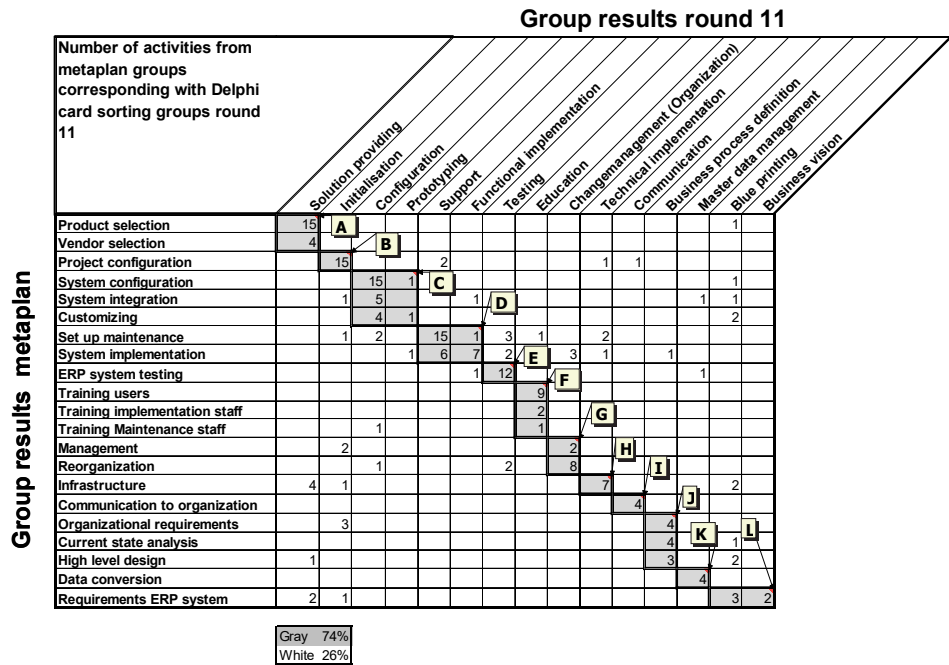 Group results round 11
Number of activities from
metaplan groups
corresponding with Delphi
card sorting groups round
11
Solution providing
Initialisation
Configuration
Prototyping
Support
Functional implementation
Testing
Education
Changemanagement (Organization)
Technical implementation
Communication
Business process definition
Master data management
Blue printing
Business vision
Group results metaplan
Product selection 15 A 1
Vendor selection 4 B
Project configuration 15 2 1 1
System configuration 15 1 C 1
System integration 1 5 1 D 1 1
Customizing 4 1 2
Set up maintenance 1 2 15 1 3 1 2
System implementation 1 6 7 2 E 3 1 1
ERP system testing 1 12 F 1
Training users 9
Training implementation staff 2 G
Training Maintenance staff 1 1
Management 2 2 H
Reorganization 1 2 8 I
Infrastructure 4 1 7 2
Communication to organization 4 J
Organizational requirements 3 4 K L
Current state analysis 4 1
High level design 1 3 2
Data conversion 4
Requirements ERP system 2 1 3 2
Gray 74%
White 26%